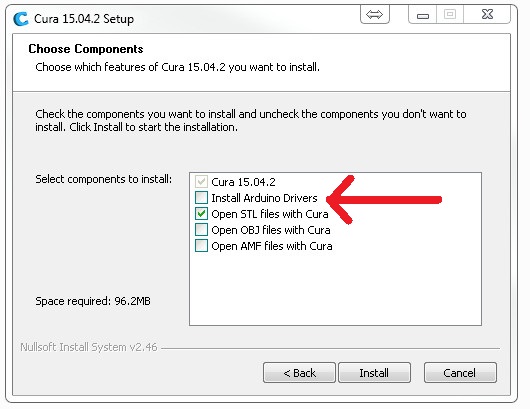 Cura 15.04.2 Setup
Choose Components
Choose which features of Cura 15.04.2 you want to install.
Check the components you want to install and uncheck the components you don't want to
install. Click Install to start the installation.
Select components to install:
Cura 15.04.2
Install Arduino Drivers
Open STL files with Cura
Open OBJ files with Cura
Open AMF files with Cura
Space required: 96.2MB
Nullsoft Install System v2.46
< Back
Install
Cancel